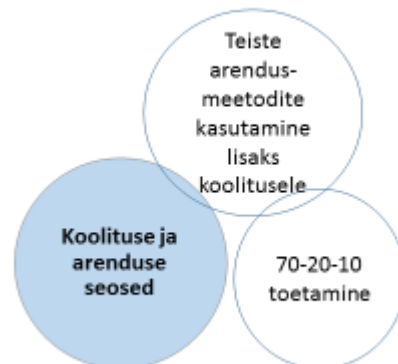 Teiste
arendus-
meetodite
kasutamine
lisaks
koolitusele
Koolituse ja
arenduse
seosed
70-20-10
toetamine